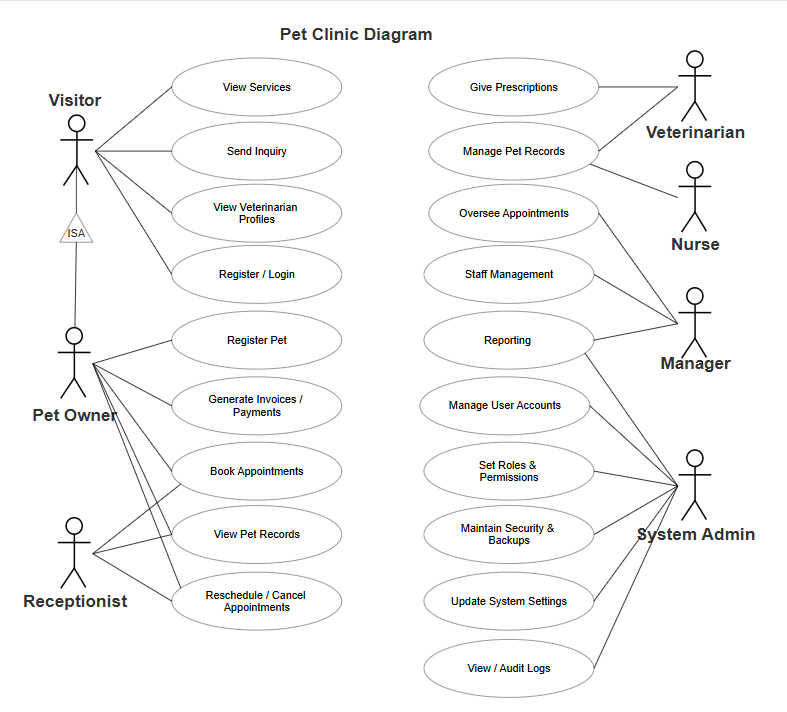 Pet Clinic Diagram
Visitor
ISA
Pet Owner
Receptionist
View Services
Send Inquiry
View Veterinarian
Profiles
Register / Login
Register Pet
Generate Invoices /
Payments
Book Appointments
View Pet Records
Reschedule / Cancel
Appointments
Give Prescriptions
Manage Pet Records
Oversee Appointments
Staff Management
Reporting
Manage User Accounts
Set Roles &
Permissions
Maintain Security &
Backups
Update System Settings
View / Audit Logs
Veterinarian
Nurse
Manager
System Admin